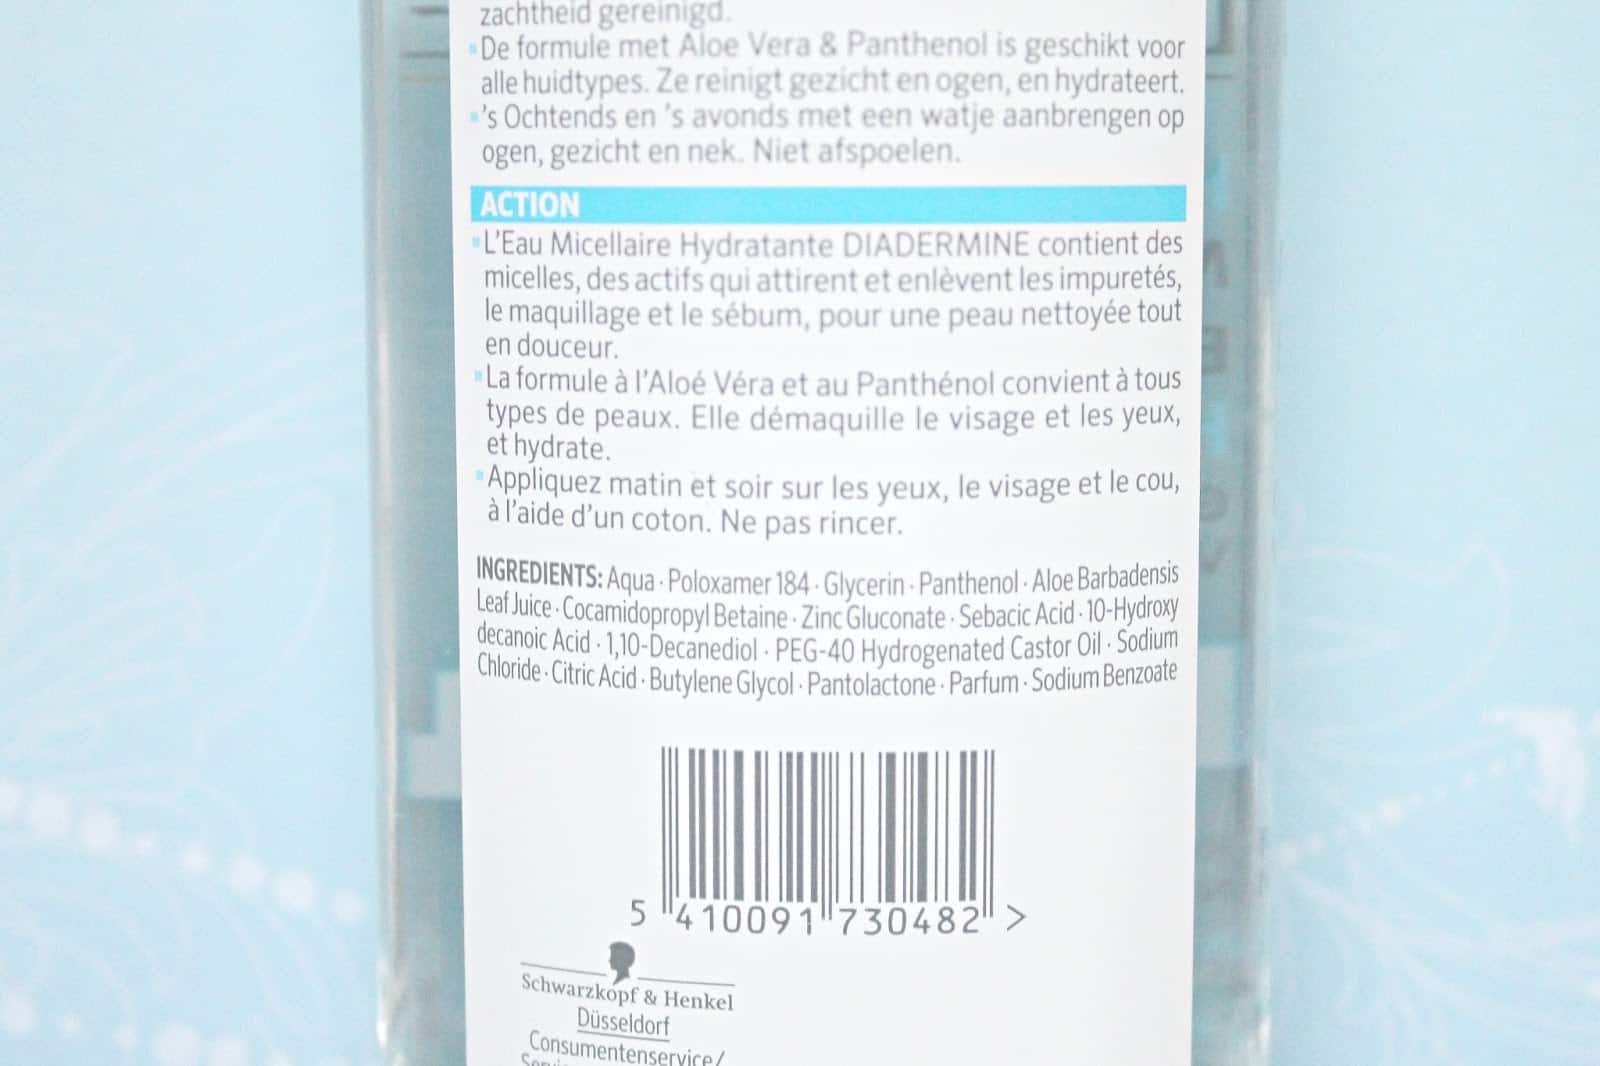 zachtheid gereinigd.
De formule met Aloe Vera & Panthenol is geschikt voor
alle huidtypes. Ze reinigt gezicht en ogen, en hydrateert.
's Ochtends en 's avonds met een watje aanbrengen op
ogen, gezicht en nek. Niet afspoelen.
ACTION
L'Eau Micellaire Hydratante DIADERMINE contient des
micelles, des actifs qui attirent et enlèvent les impuretés,
le maquillage et le sébum, pour une peau nettoyée tout
en douceur.
La formule à l'Aloé Véra et au Panthénol convient à tous
types de peaux. Elle démaquille le visage et les yeux,
et hydrate.
Appliquez matin et soir sur les yeux, le visage et le cou,
à l'aide d'un coton. Ne pas rincer.
INGREDIENTS: Aqua · Poloxamer 184 · Glycerin · Panthenol · Aloe Barbadensis
Leaf Juice · Cocamidopropyl Betaine · Zinc Gluconate · Sebacic Acid · 10-Hydroxy
decanoic Acid · 1,10-Decanediol · PEG-40 Hydrogenated Castor Oil · Sodium
Chloride · Citric Acid · Butylene Glycol · Pantolactone · Parfum · Sodium Benzoate
5 410091 730482 >
Schwarzkopf & Henkel
Düsseldorf
Consumentenservice/